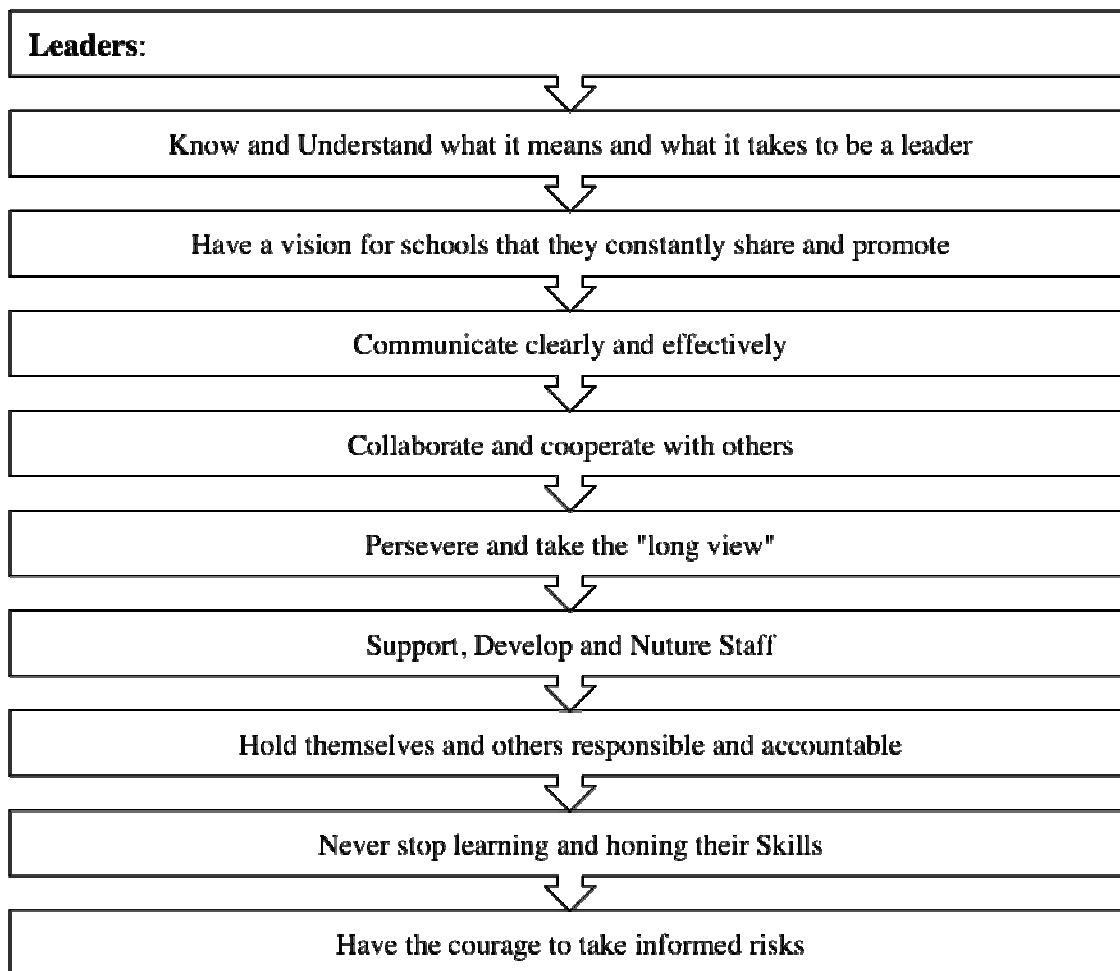 Leaders:
Know and Understand what it means and what it takes to be a leader
Have a vision for schools that they constantly share and promote
Communicate clearly and effectively
Collaborate and cooperate with others
Persevere and take the "long view"
Support, Develop and Nuture Staff
Hold themselves and others responsible and accountable
Never stop learning and honing their Skills
Have the courage to take informed risks